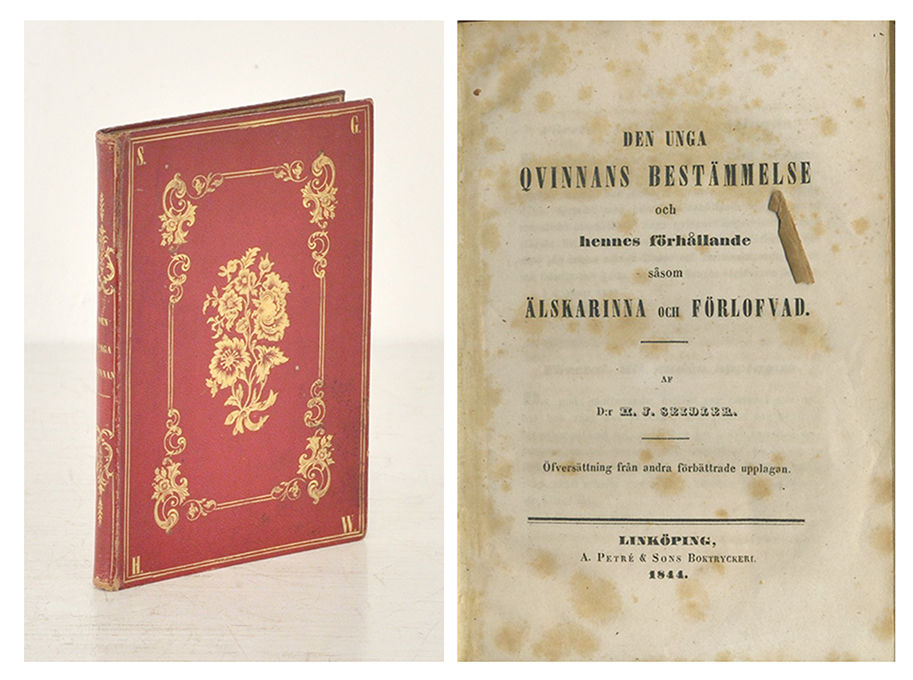 S. G.
DEN
UNGA
QVINNAN
H. W.
DEN UNGA
QVINNANS BESTÄMMELSE
och
hennes förhållande
såsom
ÄLSKARINNA OCH FÖRLOFVAD.
AF
D:r H. J. SEIDLER.
Öfversättning från andra förbättrade upplagan.
LINKÖPING,
A. PETRÉ & SONS BOKTRYCKERI.
1844.